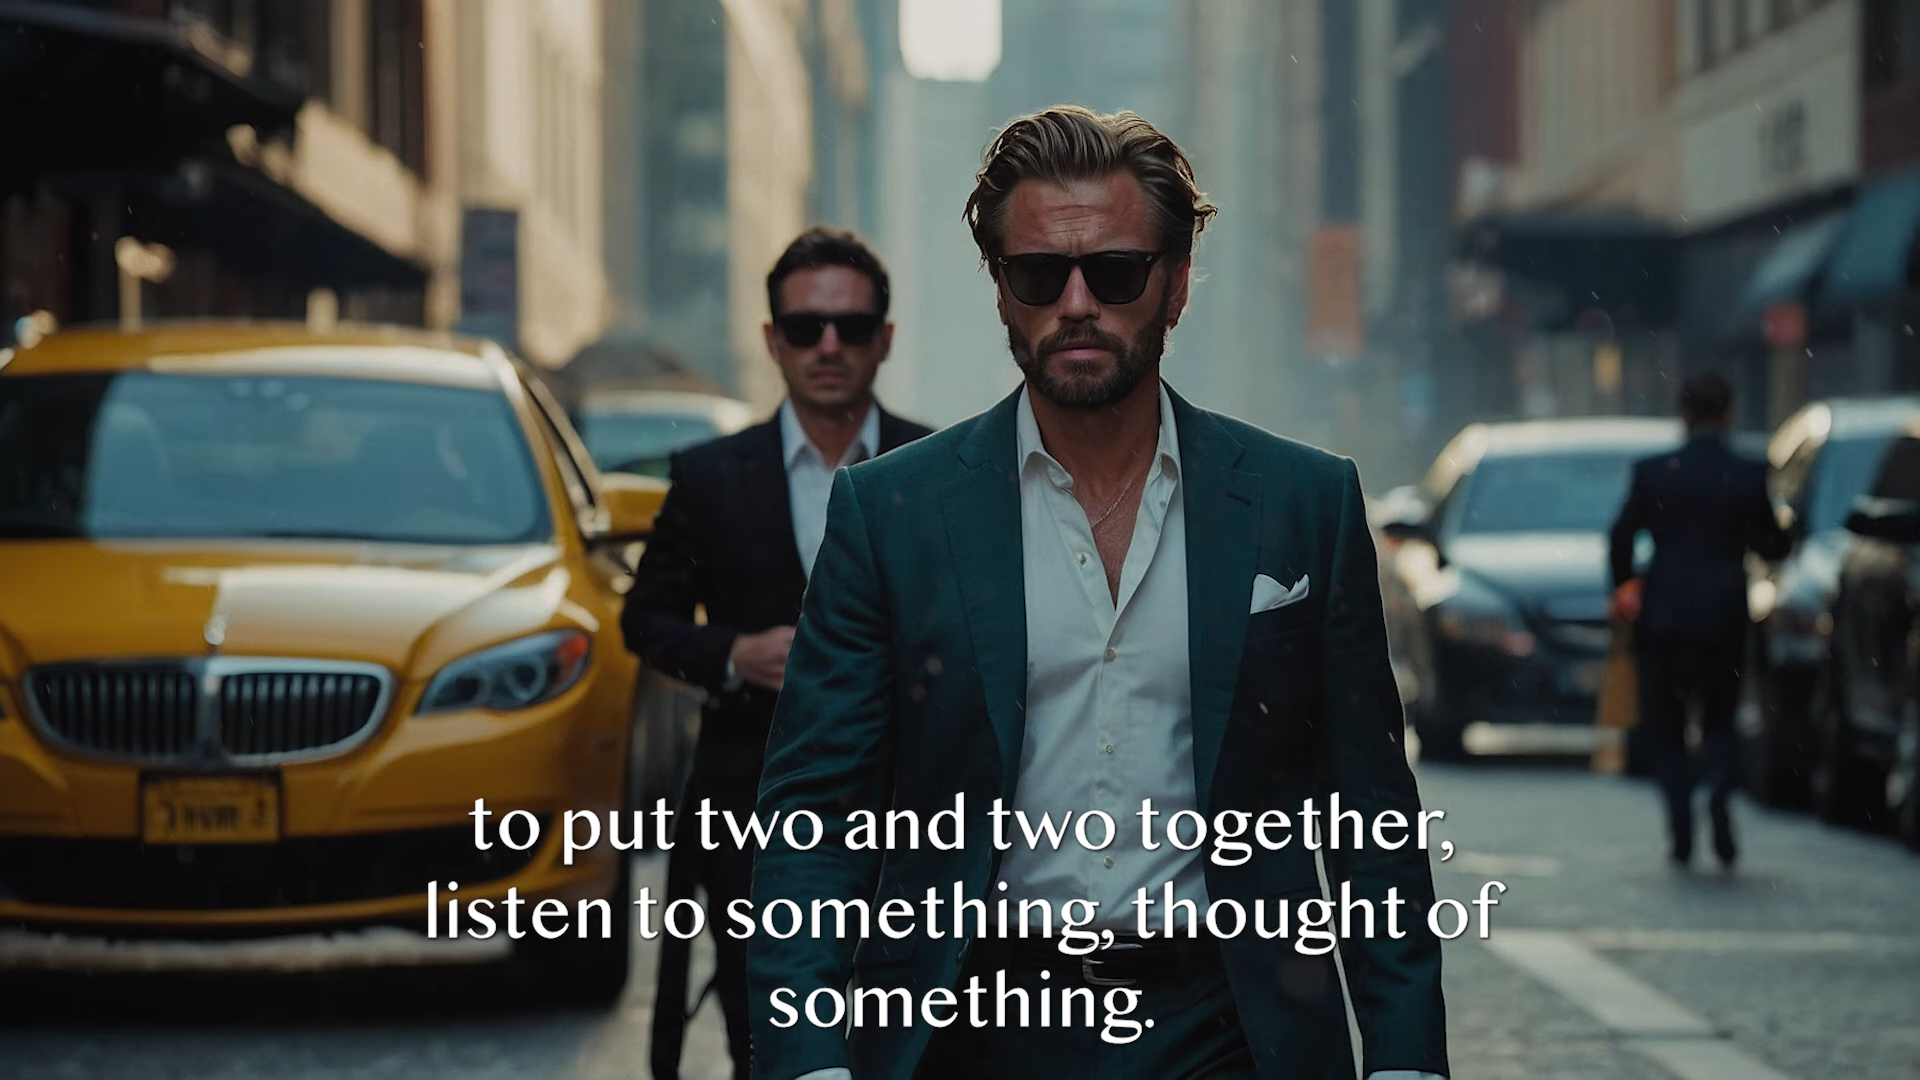 to put two and two together,
listen to something, thought of
something.